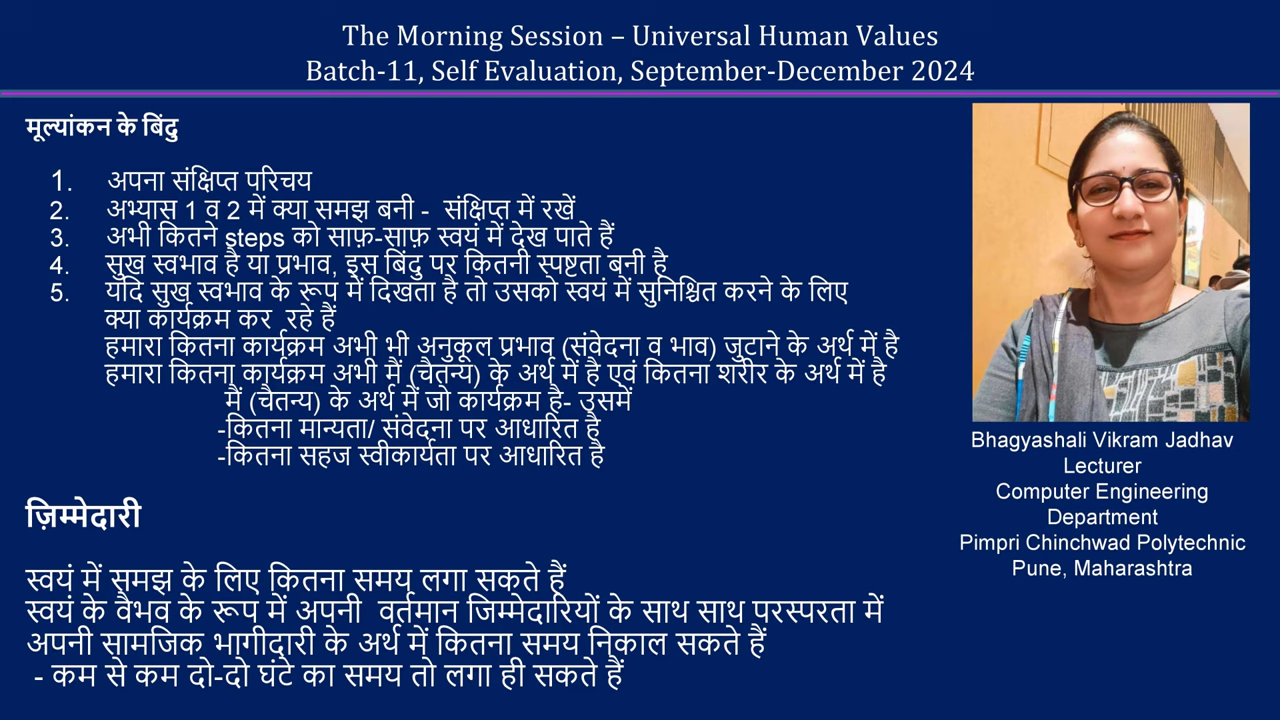 The Morning Session – Universal Human Values
Batch-11, Self Evaluation, September-December 2024
मूल्यांकन के बिंदु
1. अपना संक्षिप्त परिचय
2. अभ्यास 1 व 2 में क्या समझ बनी - संक्षिप्त में रखें
3. अभी कितने steps को साफ़-साफ़ स्वयं में देख पाते हैं
4. सुख स्वभाव है या प्रभाव, इस बिंदु पर कितनी स्पष्टता बनी है
5. यदि सुख स्वभाव के रूप में दिखता है तो उसको स्वयं में सुनिश्चित करने के लिए
क्या कार्यक्रम कर रहे हैं
हमारा कितना कार्यक्रम अभी भी अनुकूल प्रभाव (संवेदना व भाव) जुटाने के अर्थ में है
हमारा कितना कार्यक्रम अभी मैं (चैतन्य) के अर्थ में है एवं कितना शरीर के अर्थ में है
मैं (चैतन्य) के अर्थ में जो कार्यक्रम है- उसमें
-कितना मान्यता/ संवेदना पर आधारित है
-कितना सहज स्वीकार्यता पर आधारित है
ज़िम्मेदारी
स्वयं में समझ के लिए कितना समय लगा सकते हैं
स्वयं के वैभव के रूप में अपनी वर्तमान जिम्मेदारियों के साथ साथ परस्परता में
अपनी सामजिक भागीदारी के अर्थ में कितना समय निकाल सकते हैं
- कम से कम दो-दो घंटे का समय तो लगा ही सकते हैं
Bhagyashali Vikram Jadhav
Lecturer
Computer Engineering
Department
Pimpri Chinchwad Polytechnic
Pune, Maharashtra